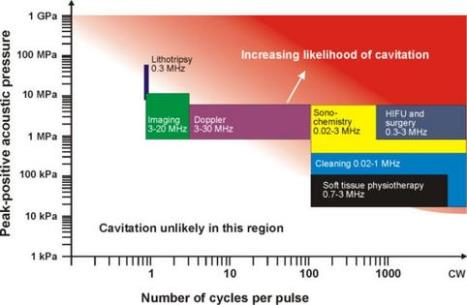 1 GPa
100 MPa
10 MPa
1 MPa
100 kPa
10 kPa
1 kPa
Peak-positive acoustic pressure
Lithotripsy
0.3 MHz
Increasing likelihood of cavitation
Imaging
3-20 MHz
Doppler
3-30 MHz
Sono-
chemistry
0.02-3 MHz
HIFU and
surgery
0.3-3 MHz
Cleaning 0.02-1 MHz
Soft tissue physiotherapy
0.7-3 MHz
Cavitation unlikely in this region
1 10 100 1000 CW
Number of cycles per pulse